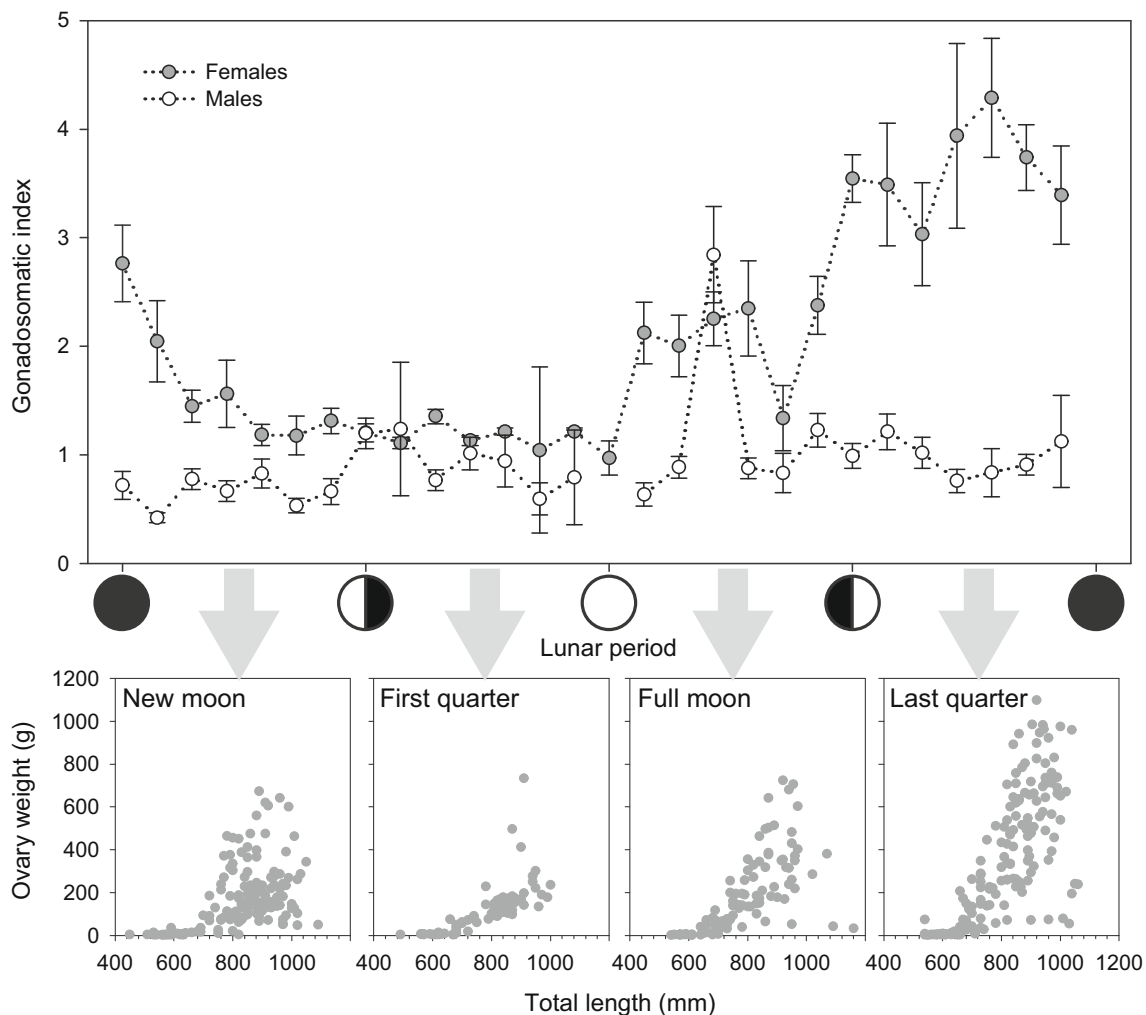 5
4
3
2
1
0
Gonadosomatic index
Females
Males
Lunar period
1200
1000
800
600
400
200
0
Ovary weight (g)
New moon
First quarter
Full moon
Last quarter
400 600 800 1000
400 600 800 1000
400 600 800 1000
400 600 800 1000 1200
Total length (mm)